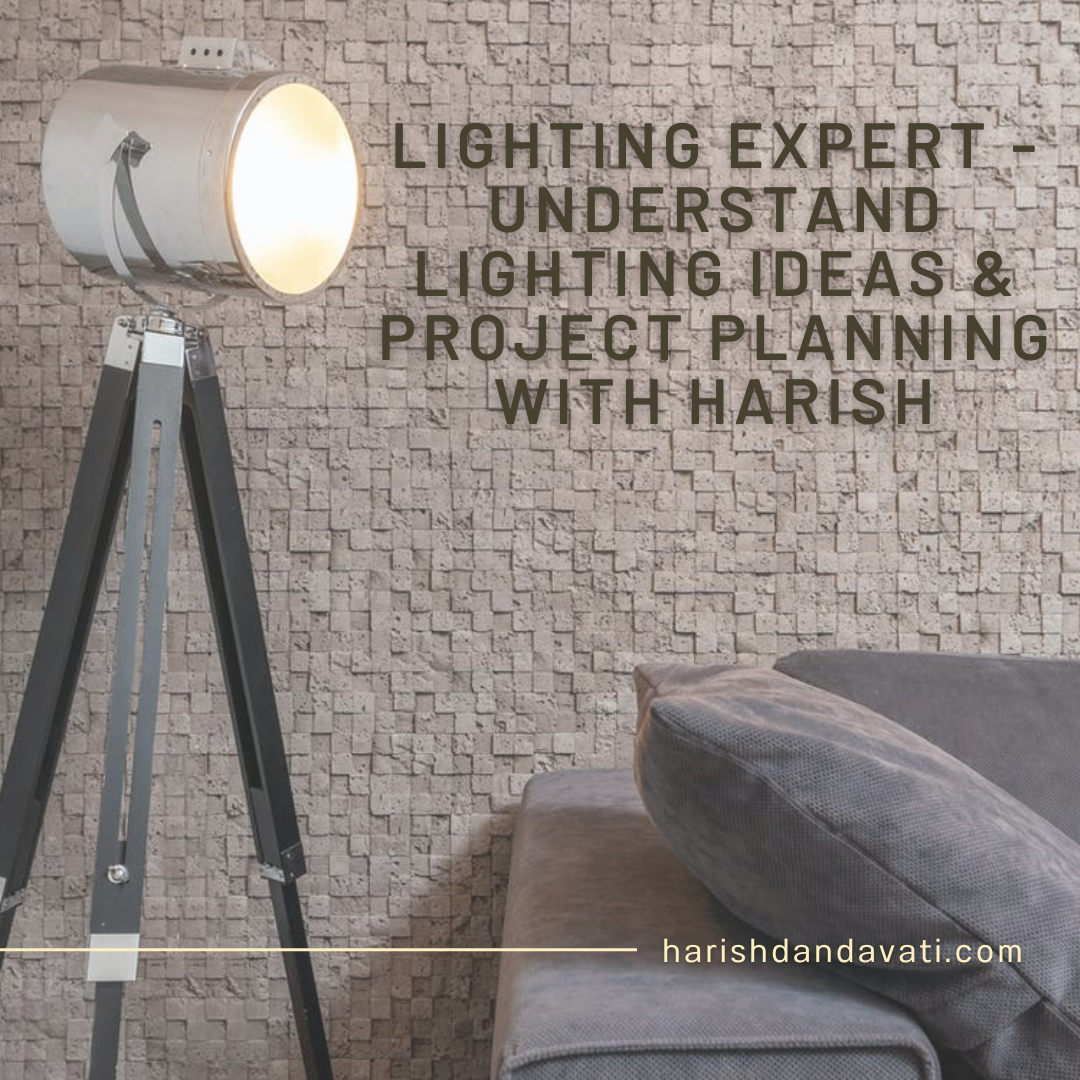 LIGHTING EXPERT -
UNDERSTAND
LIGHTING IDEAS &
PROJECT PLANNING
WITH HARISH
harishdandavati.com